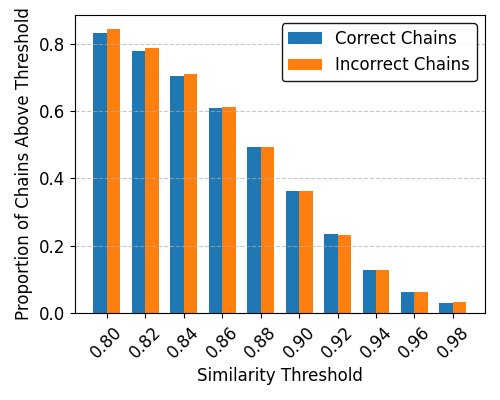 Correct Chains
Incorrect Chains
Proportion of Chains Above Threshold
0.8
0.6
0.4
0.2
0.0
0.80 0.82 0.84 0.86 0.88 0.90 0.92 0.94 0.96 0.98
Similarity Threshold